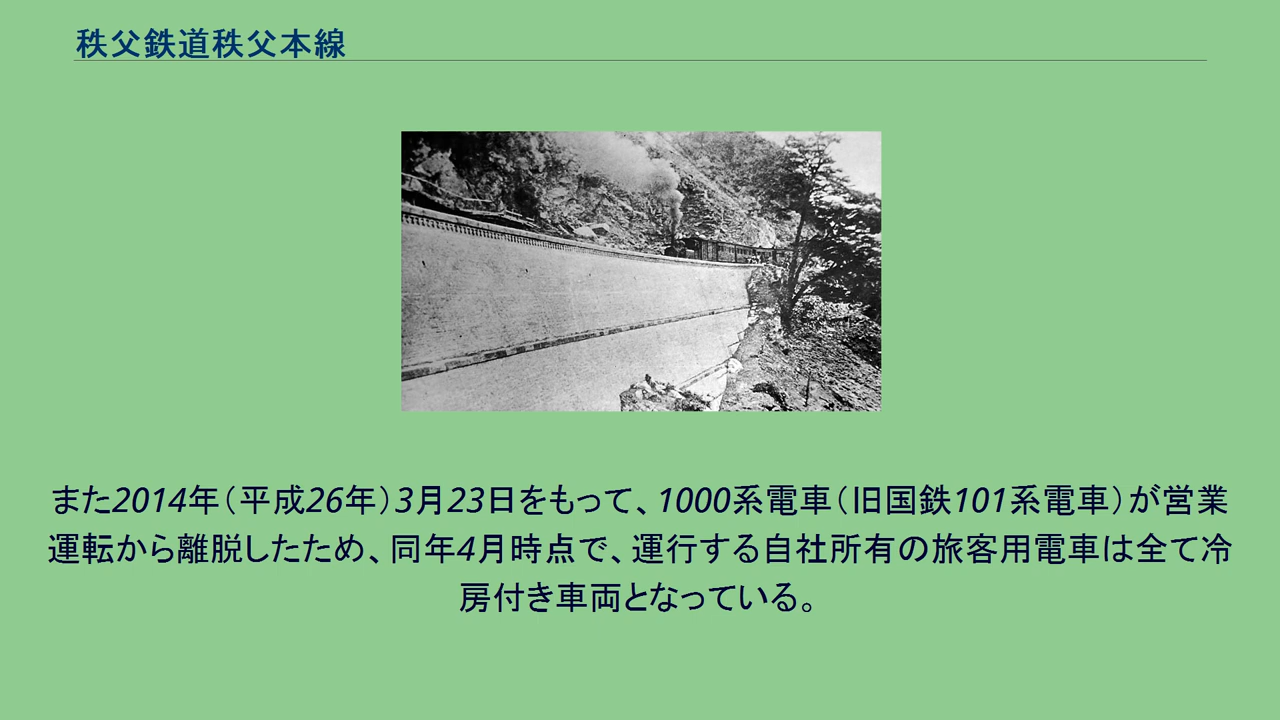 秩父鉄道秩父本線
また2014年（平成26年）3月23日をもって、1000系電車（旧国鉄101系電車）が営業
運転から離脱したため、同年4月時点で、運行する自社所有の旅客用電車は全て冷
房付き車両となっている。